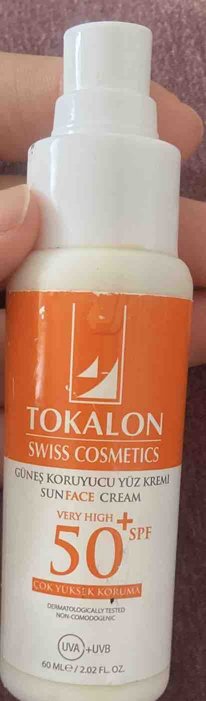 TOKALON
SWISS COSMETICS
GÜNEŞ KORUYUCU YÜZ KREMİ
SUN FACE CREAM
VERY HIGH
50+ SPF
ÇOK YÜKSEK KORUMA
DERMATOLOGICALLY TESTED
NON-COMODOGENIC
UVA +UVB
60 MLE / 2.02 FL. OZ.